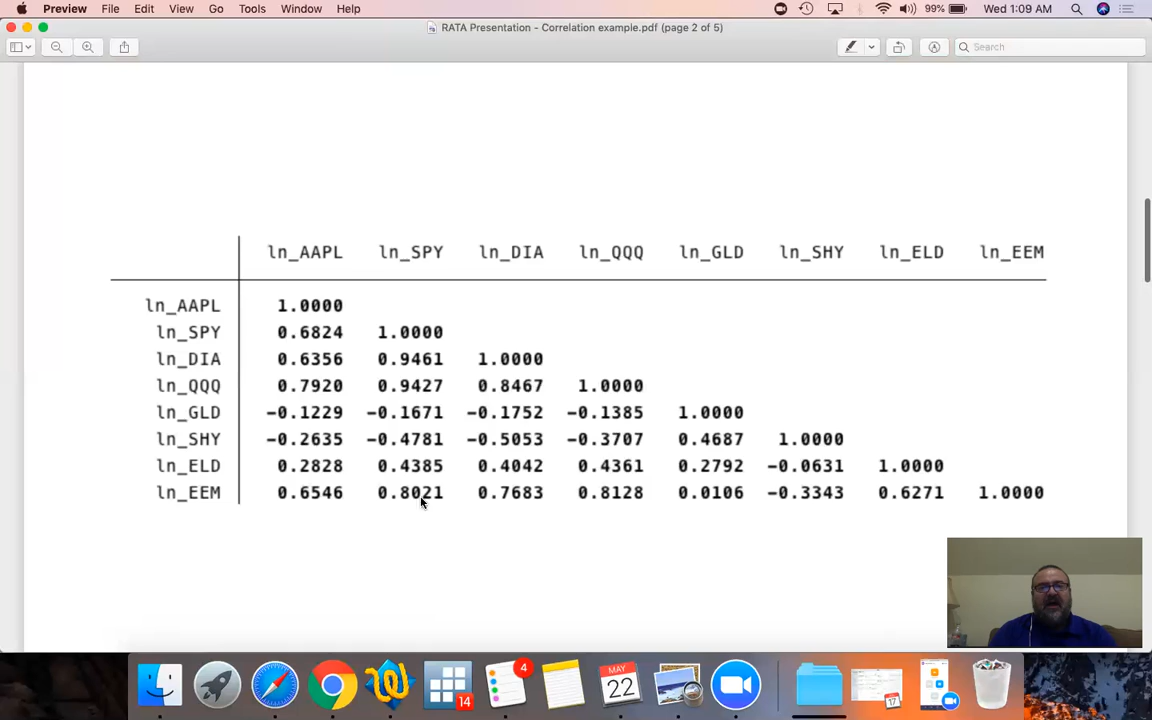 Preview File Edit View Go Tools Window Help 99% Wed 1:09 AM
RATA Presentation - Correlation example.pdf (page 2 of 5)
Search
ln_AAPL ln_SPY ln_DIA ln_QQQ ln_GLD ln_SHY ln_ELD ln_EEM
ln_AAPL 1.0000
ln_SPY 0.6824 1.0000
ln_DIA 0.6356 0.9461 1.0000
ln_QQQ 0.7920 0.9427 0.8467 1.0000
ln_GLD -0.1229 -0.1671 -0.1752 -0.1385 1.0000
ln_SHY -0.2635 -0.4781 -0.5053 -0.3707 0.4687 1.0000
ln_ELD 0.2828 0.4385 0.4042 0.4361 0.2792 -0.0631 1.0000
ln_EEM 0.6546 0.8021 0.7683 0.8128 0.0106 -0.3343 0.6271 1.0000
4
MAY
22
14
17